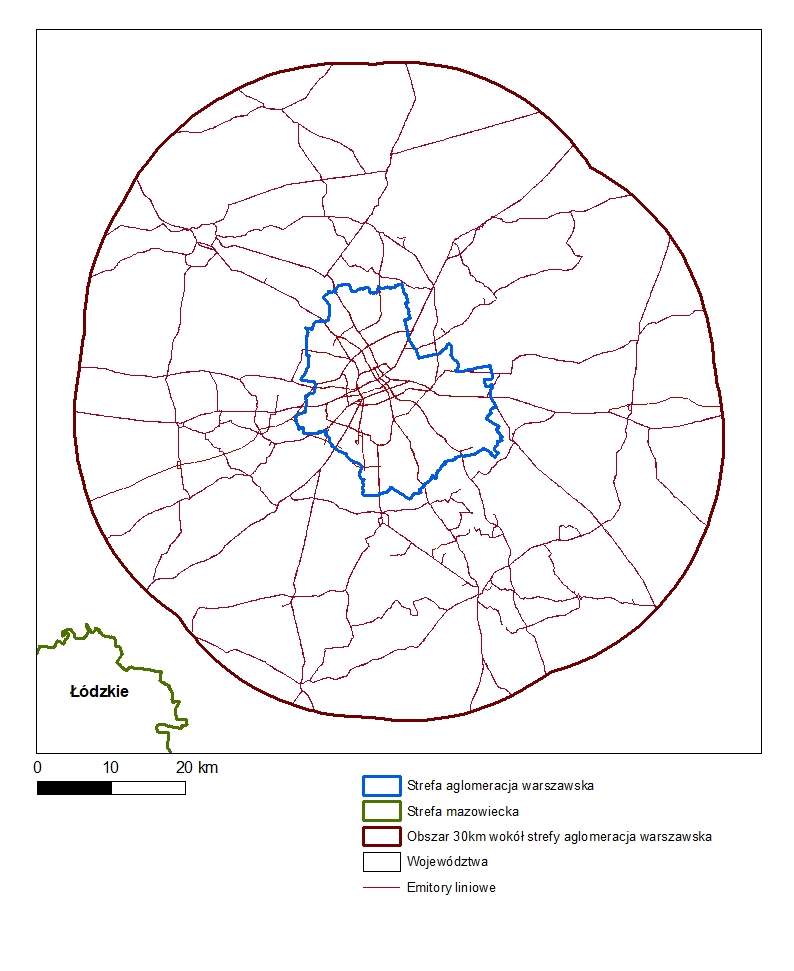 Łódzkie
0 10 20 km
Strefa aglomeracja warszawska
Strefa mazowiecka
Obszar 30km wokół strefy aglomeracja warszawska
Województwa
Emitory liniowe